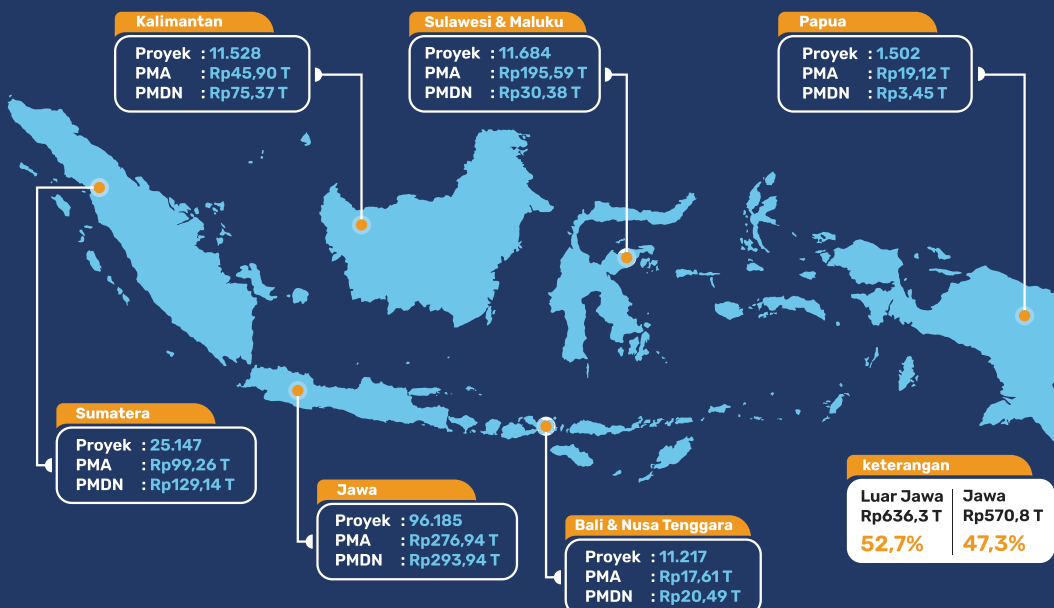 Kalimantan
Proyek : 11.528
PMA : Rp45,90 T
PMDN : Rp75,37 T
Sulawesi & Maluku
Proyek : 11.684
PMA : Rp195,59 T
PMDN : Rp30,38 T
Papua
Proyek : 1.502
PMA : Rp19,12 T
PMDN : Rp3,45 T
Sumatera
Proyek : 25.147
PMA : Rp99,26 T
PMDN : Rp129,14 T
Jawa
Proyek : 96.185
PMA : Rp276,94 T
PMDN : Rp293,94 T
Bali & Nusa Tenggara
Proyek : 11.217
PMA : Rp17,61 T
PMDN : Rp20,49 T
keterangan
Luar Jawa
Rp636,3 T
52,7%
Jawa
Rp570,8 T
47,3%